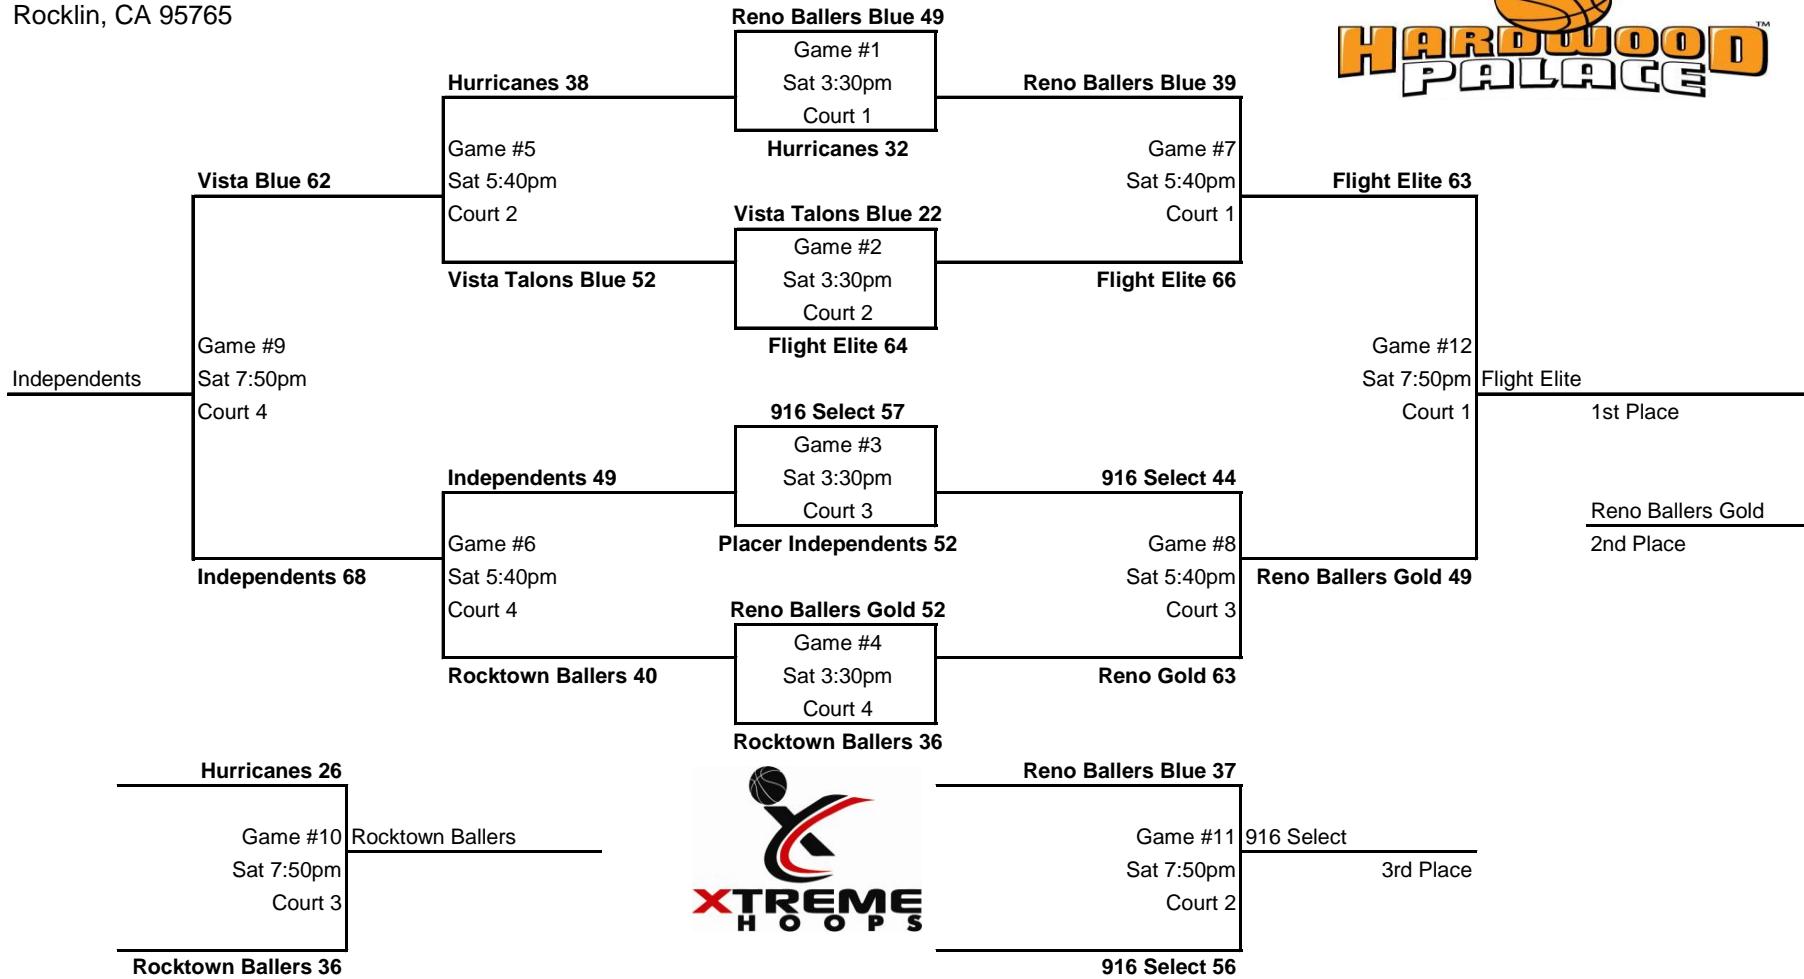 Rocklin, CA 95765
HARDWOOD
PALACE
TM
Reno Ballers Blue 49
Game #1
Sat 3:30pm
Court 1
Hurricanes 32
Hurricanes 38
Game #5
Sat 5:40pm
Court 2
Vista Talons Blue 52
Reno Ballers Blue 39
Game #7
Sat 5:40pm
Court 1
Flight Elite 66
Vista Blue 62
Flight Elite 63
Vista Talons Blue 22
Game #2
Sat 3:30pm
Court 2
Flight Elite 64
Independents
Game #9
Sat 7:50pm
Court 4
Independents 68
Game #12
Sat 7:50pm
Court 1
Flight Elite
1st Place
Reno Ballers Gold
2nd Place
916 Select 57
Game #3
Sat 3:30pm
Court 3
Placer Independents 52
Independents 49
Game #6
Sat 5:40pm
Court 4
Rocktown Ballers 40
916 Select 44
Game #8
Sat 5:40pm
Court 3
Reno Gold 63
Reno Ballers Gold 49
Reno Ballers Gold 52
Game #4
Sat 3:30pm
Court 4
Rocktown Ballers 36
Hurricanes 26
Game #10
Sat 7:50pm
Court 3
Rocktown Ballers
Rocktown Ballers 36
XTREME
HOOPS
Reno Ballers Blue 37
Game #11
Sat 7:50pm
Court 2
916 Select
3rd Place
916 Select 56